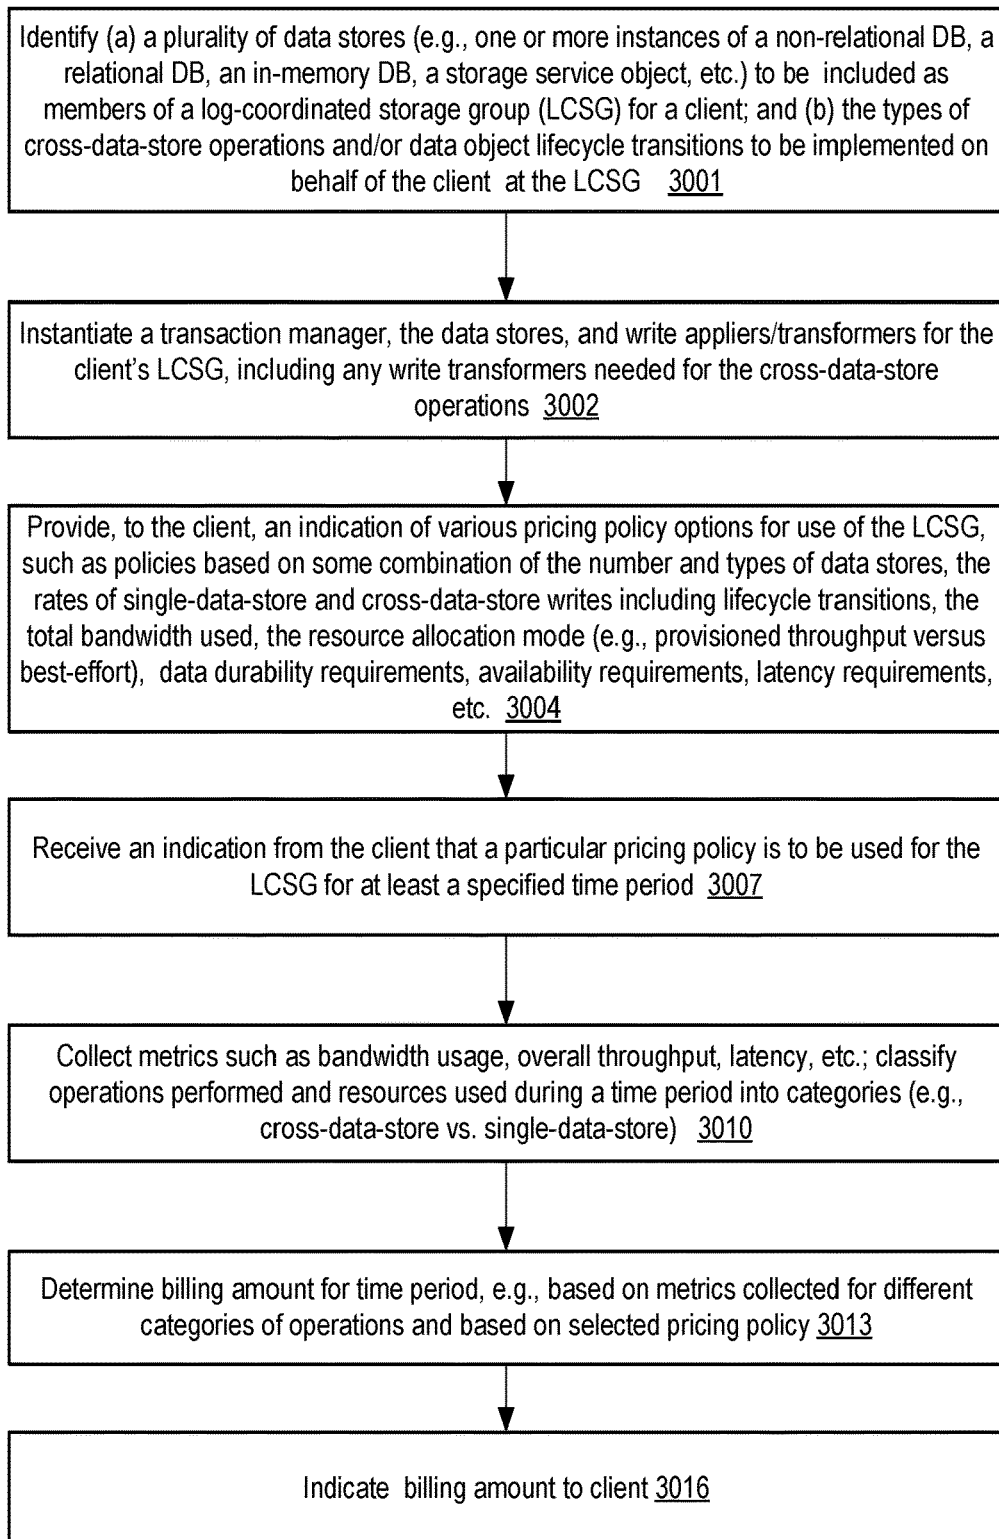 Identify (a) a plurality of data stores (e.g., one or more instances of a non-relational DB, a
relational DB, an in-memory DB, a storage service object, etc.) to be included as
members of a log-coordinated storage group (LCSG) for a client; and (b) the types of
cross-data-store operations and/or data object lifecycle transitions to be implemented on
behalf of the client at the LCSG 3001
Instantiate a transaction manager, the data stores, and write appliers/transformers for the
client's LCSG, including any write transformers needed for the cross-data-store
operations 3002
Provide, to the client, an indication of various pricing policy options for use of the LCSG,
such as policies based on some combination of the number and types of data stores, the
rates of single-data-store and cross-data-store writes including lifecycle transitions, the
total bandwidth used, the resource allocation mode (e.g., provisioned throughput versus
best-effort), data durability requirements, availability requirements, latency requirements,
etc. 3004
Receive an indication from the client that a particular pricing policy is to be used for the
LCSG for at least a specified time period 3007
Collect metrics such as bandwidth usage, overall throughput, latency, etc.; classify
operations performed and resources used during a time period into categories (e.g.,
cross-data-store vs. single-data-store) 3010
Determine billing amount for time period, e.g., based on metrics collected for different
categories of operations and based on selected pricing policy 3013
Indicate billing amount to client 3016